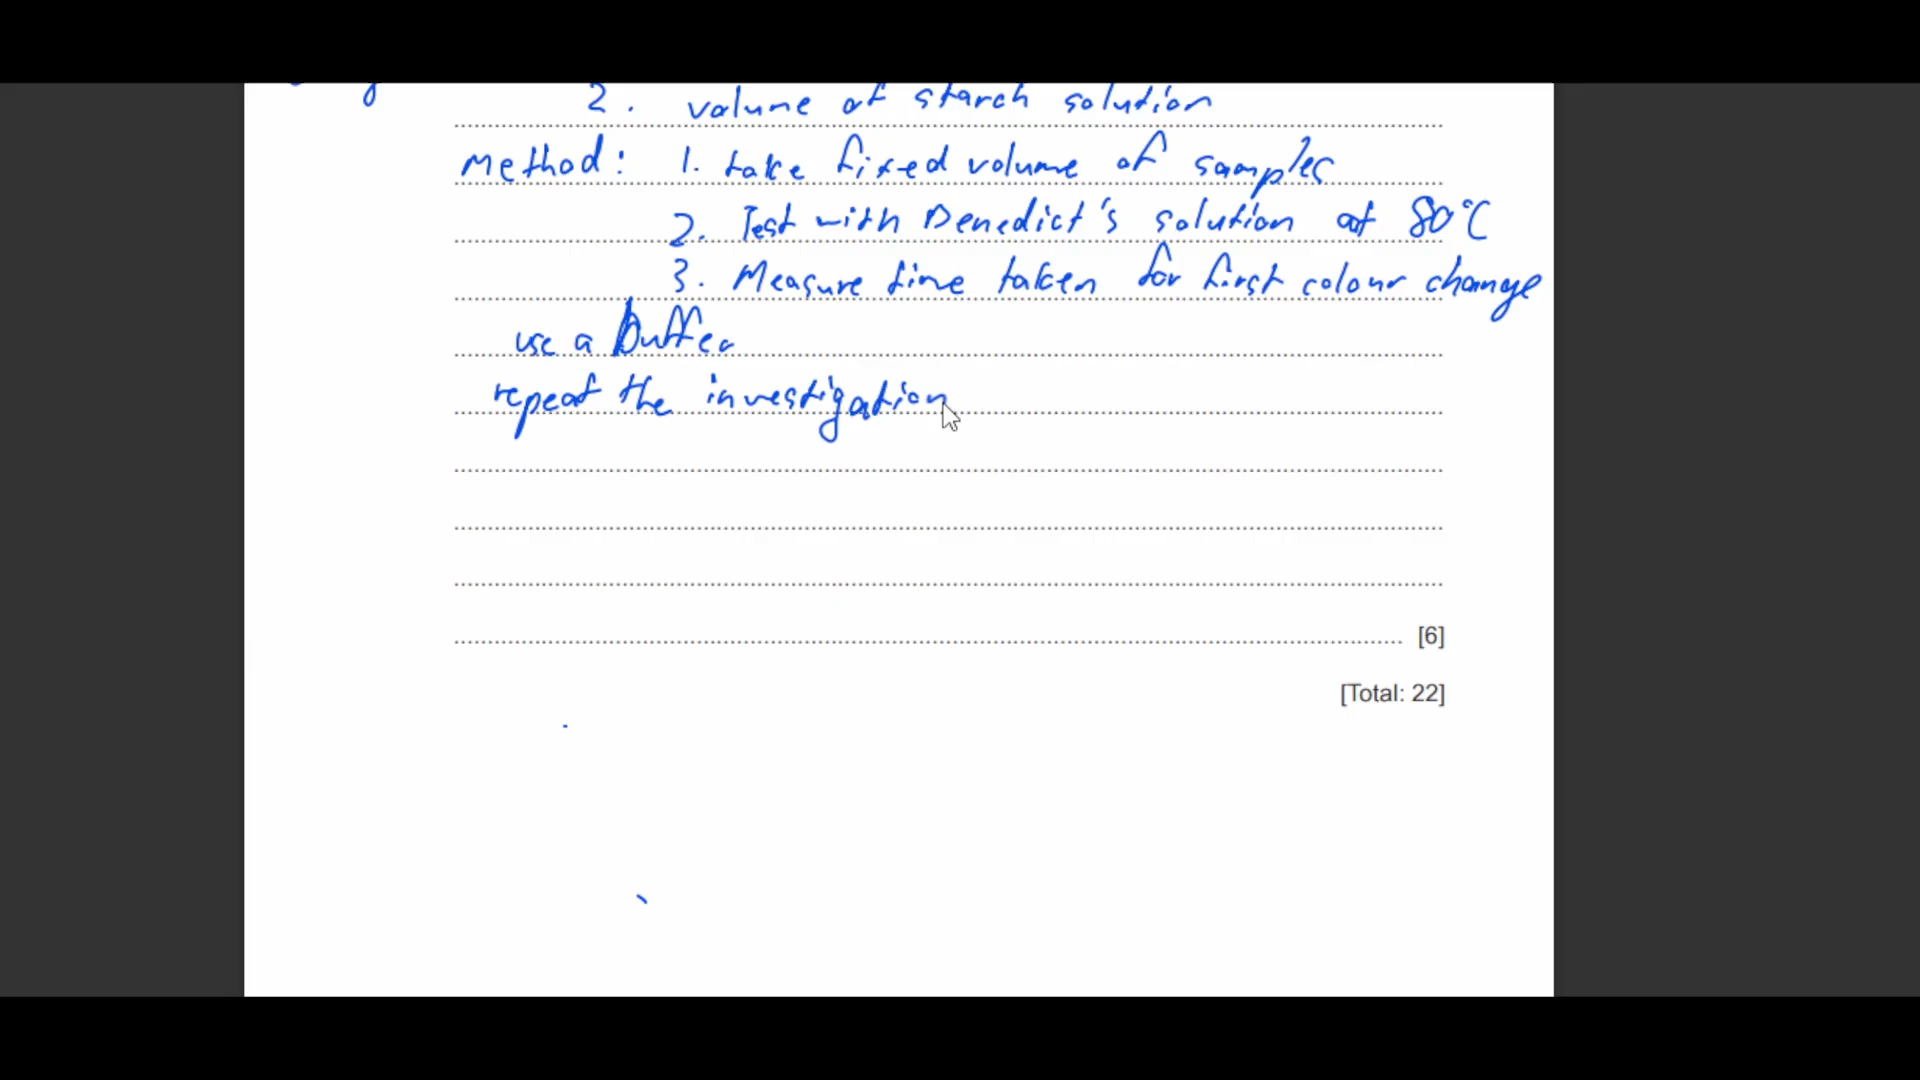 2. volume of starch solution
Method: 1. take fixed volume of samples
2. Test with Benedict's solution at 80°C
3. Measure time taken for first colour change
use a buffer
repeat the investigation
[6]
[Total: 22]